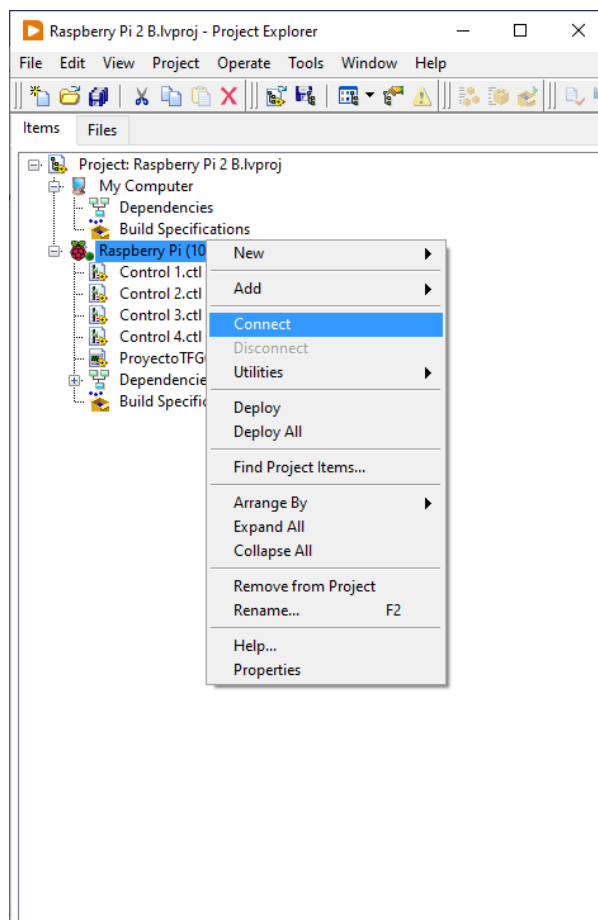 Raspberry Pi 2 B.lvproj - Project Explorer
File Edit View Project Operate Tools Window Help
Items Files
Project: Raspberry Pi 2 B.lvproj
My Computer
Dependencies
Build Specifications
Raspberry Pi (10
Control 1.ctl
Control 2.ctl
Control 3.ctl
Control 4.ctl
ProyectoTFG
Dependencie
Build Specific
New
Add
Connect
Disconnect
Utilities
Deploy
Deploy All
Find Project Items...
Arrange By
Expand All
Collapse All
Remove from Project
Rename... F2
Help...
Properties